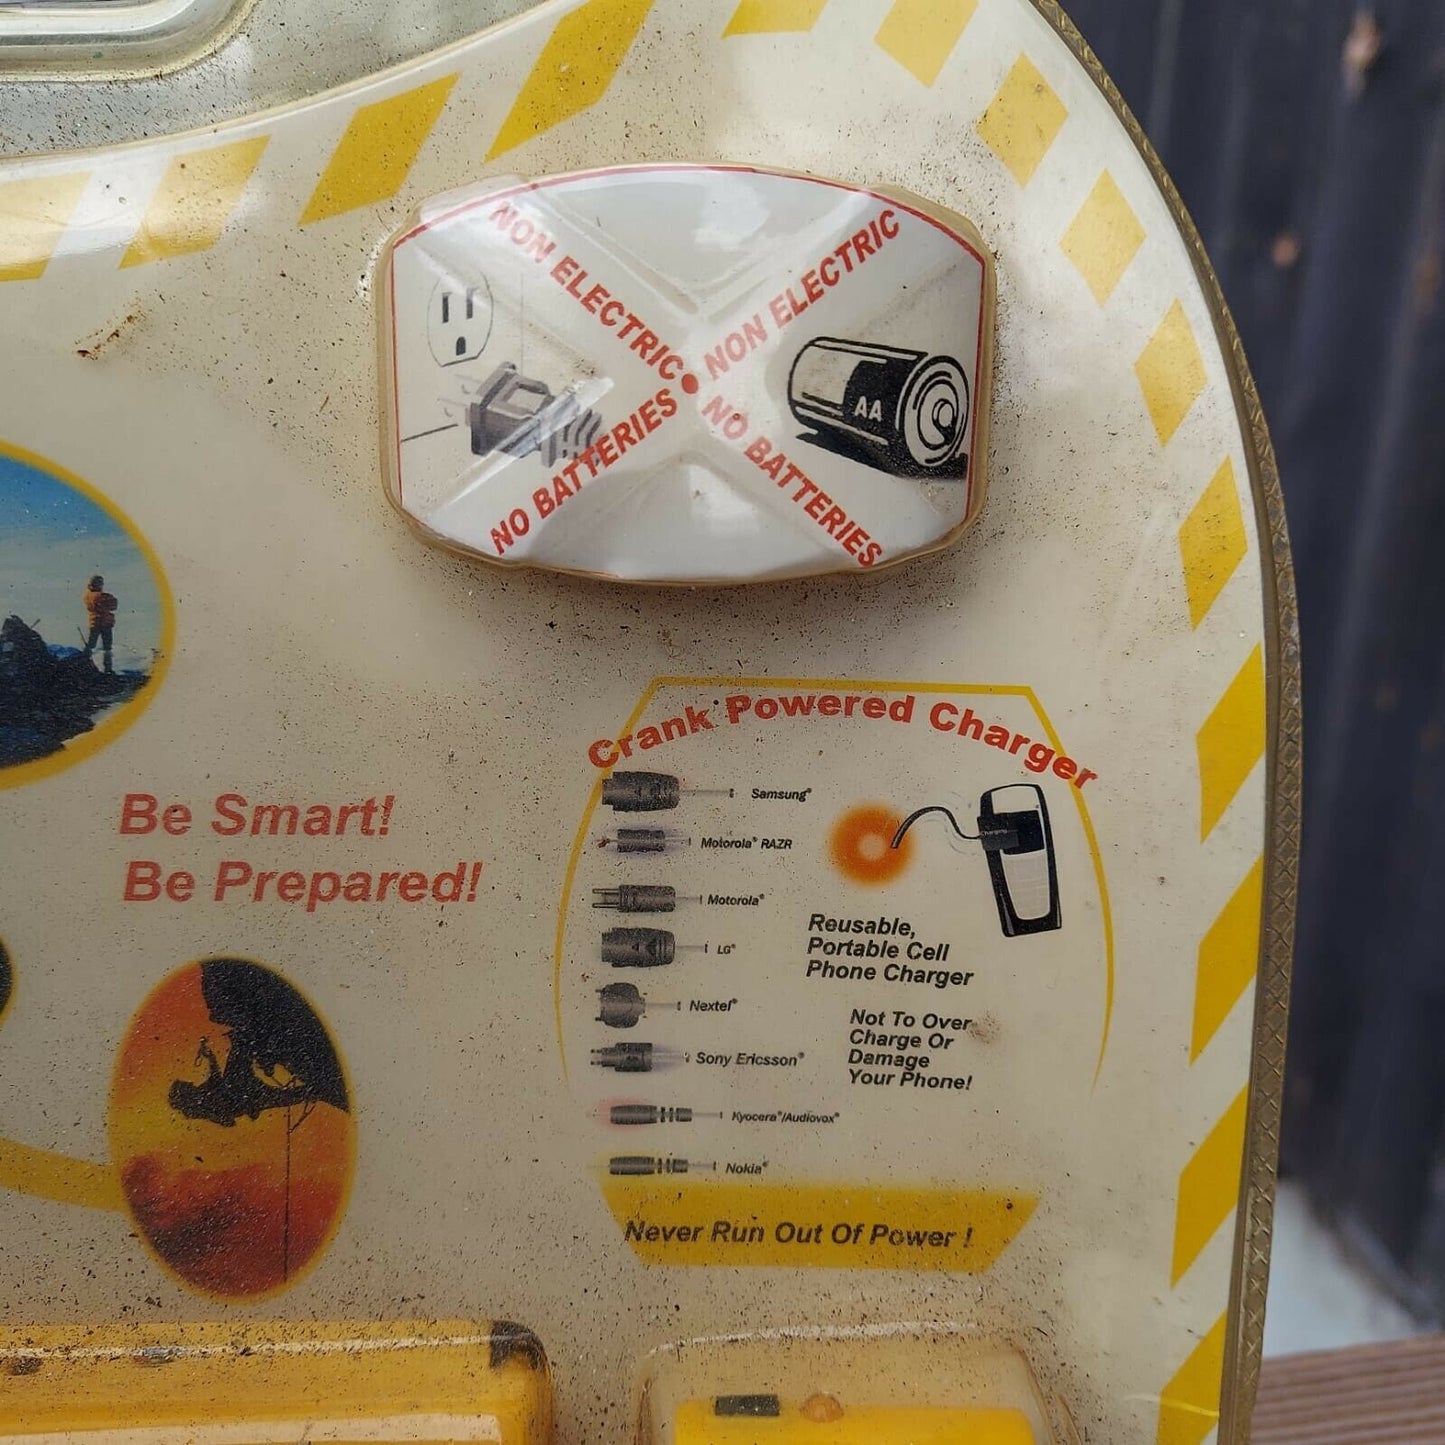 NON ELECTRIC
NON ELECTRIC
NO BATTERIES
NO BATTERIES
AA
Be Smart!
Be Prepared!
Crank Powered Charger
Samsung®
Motorola® RAZR
Motorola®
LG®
Nextel®
Sony Ericsson®
Kyocera®/Audiovox®
Nokia®
Charging...
Reusable,
Portable Cell
Phone Charger
Not To Over
Charge Or
Damage
Your Phone!
Never Run Out Of Power !